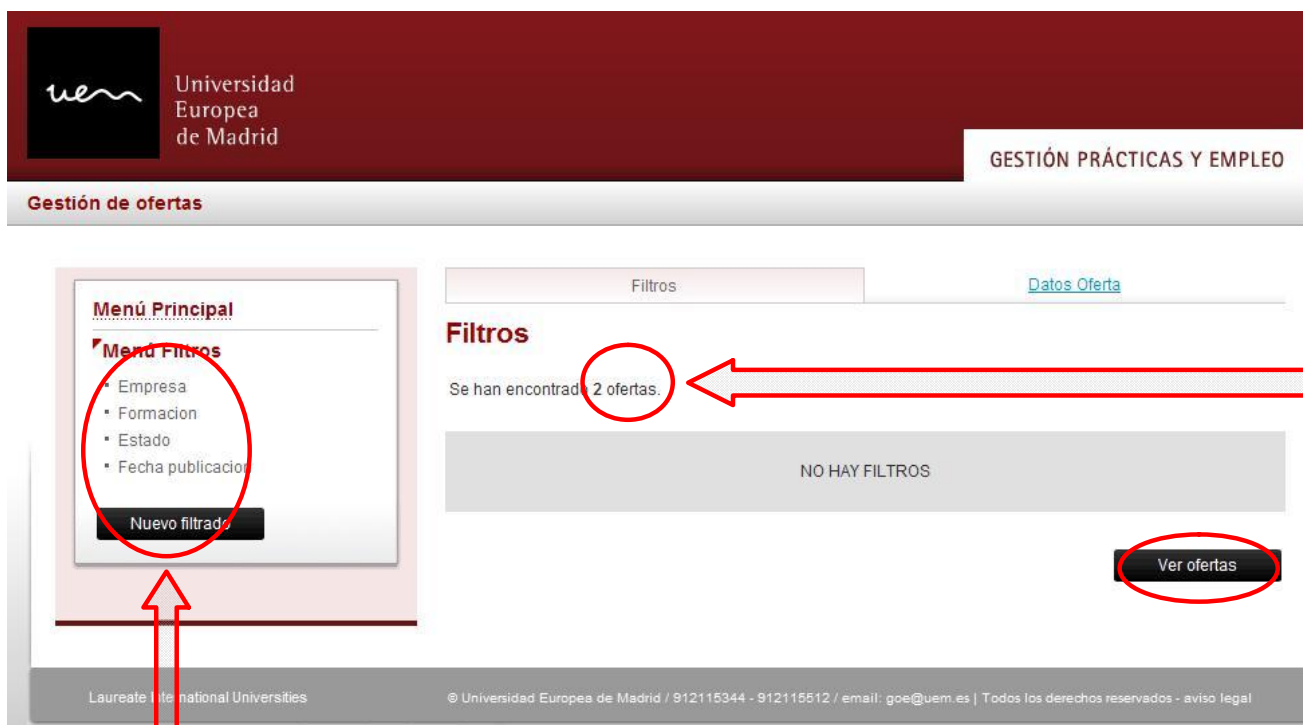 uem
Universidad
Europea
de Madrid
GESTIÓN PRÁCTICAS Y EMPLEO
Gestión de ofertas
Menú Principal
Menú Filtros
Empresa
Formacion
Estado
Fecha publicacion
Nuevo filtrado
Filtros
Datos Oferta
Filtros
Se han encontrado 2 ofertas.
NO HAY FILTROS
Ver ofertas
Laureate International Universities
© Universidad Europea de Madrid / 912115344 - 912115512 / email: goe@uem.es | Todos los derechos reservados - aviso legal